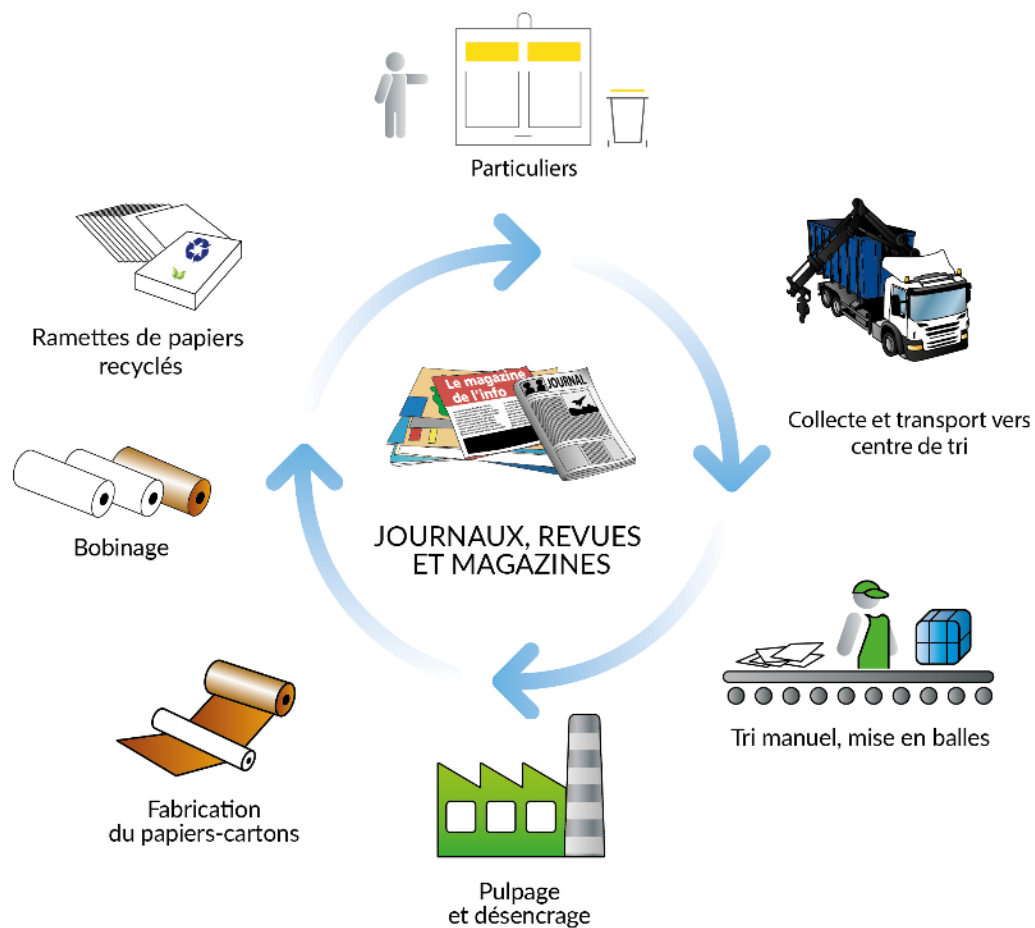 Particuliers
Collecte et transport vers
centre de tri
Tri manuel, mise en balles
Pulpage
et désencrage
Fabrication
du papiers-cartons
Bobinage
Ramettes de papiers
recyclés
Le magazine
de l'info
JOURNAL
JOURNAUX, REVUES
ET MAGAZINES